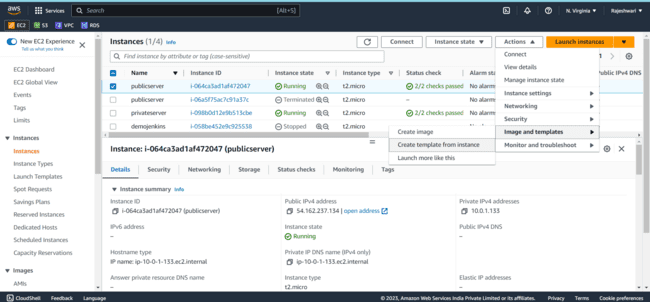 aws
Services
Search
[Alt+S]
N. Virginia
Rajeshwari
EC2
S3
VPC
RDS
New EC2 Experience
Tell us what you think
EC2 Dashboard
EC2 Global View
Events
Tags
Limits
Instances
Instances
Instance Types
Launch Templates
Spot Requests
Savings Plans
Reserved Instances
Dedicated Hosts
Scheduled Instances
Capacity Reservations
Images
AMIs
Instances (1/4) Info
Connect
Instance state
Actions
Launch instances
Find instance by attribute or tag (case-sensitive)
1
Name Instance ID Instance state Instance type Status check Alarm stat Public IPv4 DNS
publicserver i-064ca3ad1af472047 Running t2.micro 2/2 checks passed No alarms
publicserver i-06a5f75ac7c91a37c Terminated t2.micro – No alarms
privateserver i-098b0d12e9b513cbe Running t2.micro 2/2 checks passed No alarms
demojenkins i-058be452e9c925538 Stopped t2.micro
Connect
View details
Manage instance state
Instance settings
Networking
Security
Image and templates
Monitor and troubleshoot
Create image
Create template from instance
Launch more like this
Instance: i-064ca3ad1af472047 (publicserver)
Details Security Networking Storage Status checks Monitoring Tags
Instance summary Info
Instance ID
i-064ca3ad1af472047 (publicserver)
Public IPv4 address
54.162.237.134 | open address
Private IPv4 addresses
10.0.1.133
IPv6 address
–
Instance state
Running
Public IPv4 DNS
–
Hostname type
IP name: ip-10-0-1-133.ec2.internal
Private IP DNS name (IPv4 only)
ip-10-0-1-133.ec2.internal
Answer private resource DNS name
–
Instance type
t2.micro
Elastic IP addresses
–
CloudShell Feedback Language
© 2023, Amazon Web Services India Private Limited or its affiliates.
Privacy Terms Cookie preferences